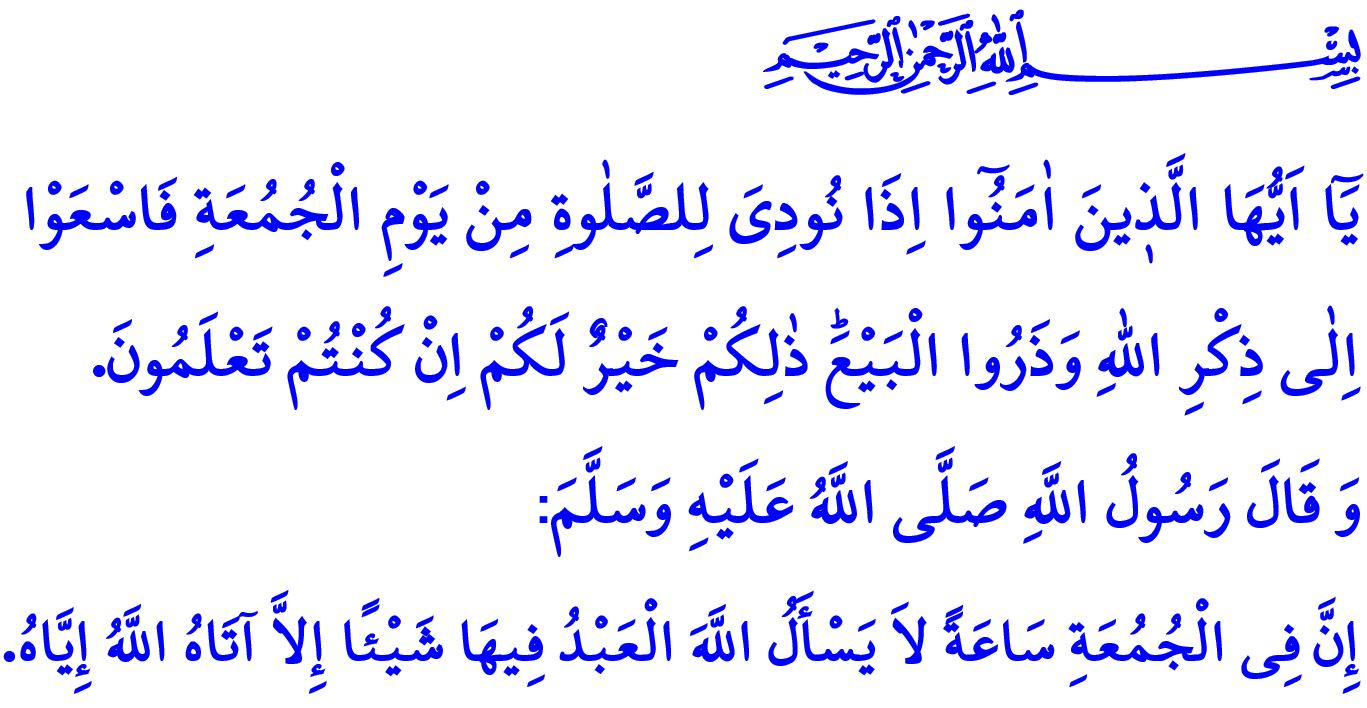 بِسْمِ اللّٰهِ الرَّحْمٰنِ الرَّحِيمِ
يَٓا اَيُّهَا الَّذ۪ينَ اٰمَنُٓوا اِذَا نُودِىَ لِلصَّلٰوةِ مِنْ يَوْمِ الْجُمُعَةِ فَاسْعَوْا
اِلٰى ذِكْرِ اللّٰهِ وَذَرُوا الْبَيْعَۜ ذٰلِكُمْ خَيْرٌ لَكُمْ اِنْ كُنْتُمْ تَعْلَمُونَ.
وَ قَالَ رَسُولُ اللَّهِ صَلَّى اللَّهُ عَلَيْهِ وَسَلَّمَ:
إِنَّ فِى الْجُمُعَةِ سَاعَةً لاَ يَسْأَلُ اللَّهَ الْعَبْدُ فِيهَا شَيْئًا إِلاَّ آتَاهُ اللَّهُ إِيَّاهُ.